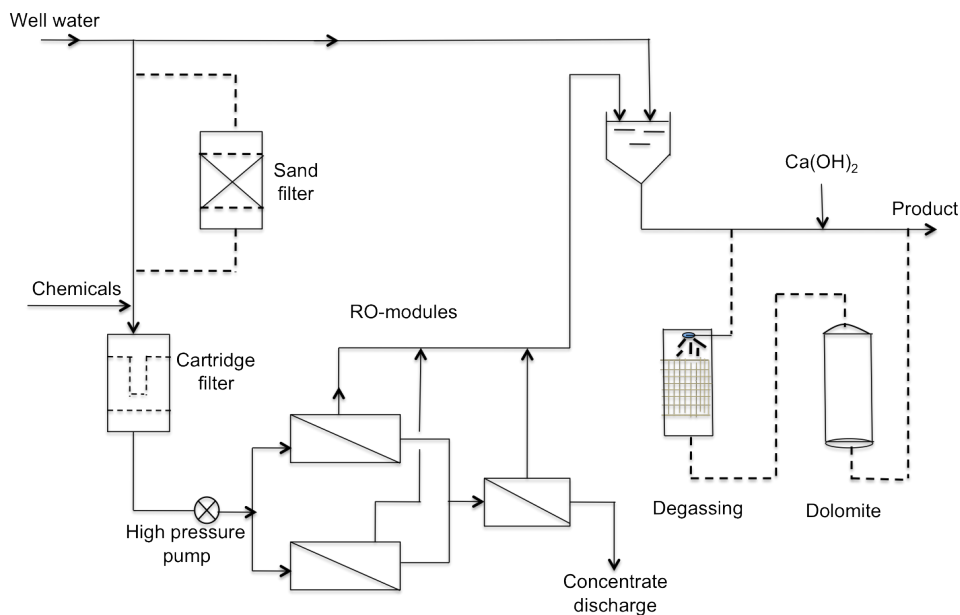 Well water
Sand
filter
Ca(OH)₂
Product
Chemicals
RO-modules
Cartridge
filter
High pressure
pump
Degassing
Dolomite
Concentrate
discharge